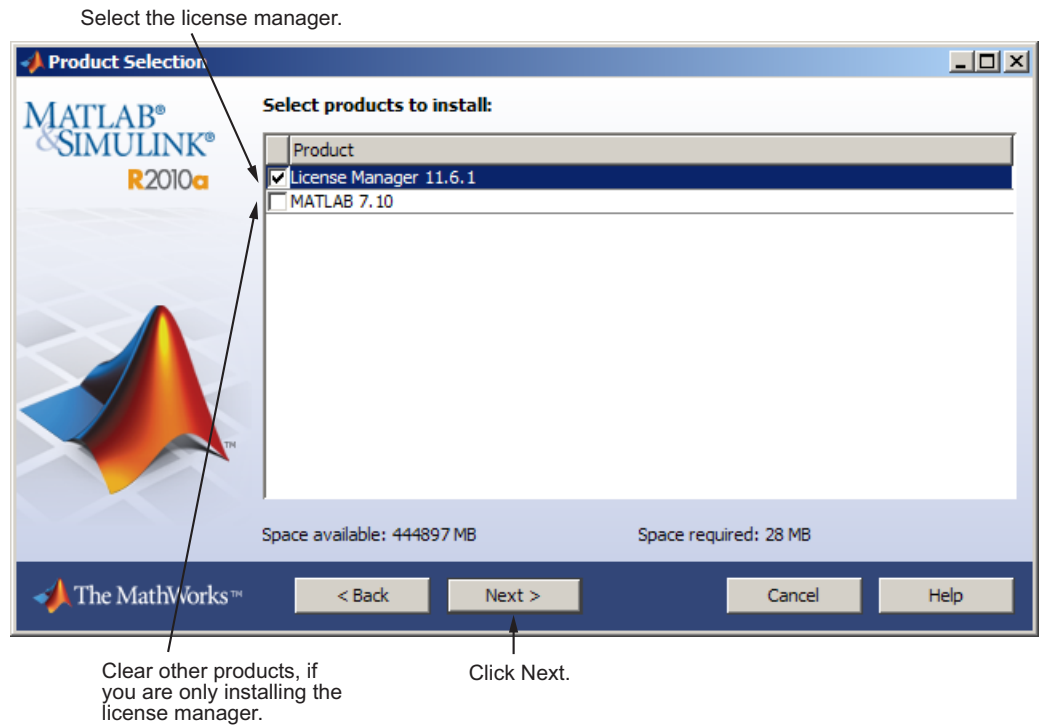 Select the license manager.
Product Selection
MATLAB®
&SIMULINK®
R2010a
Select products to install:
Product
License Manager 11.6.1
MATLAB 7.10
TM
Space available: 444897 MB
Space required: 28 MB
The MathWorks™
< Back
Next >
Cancel
Help
Clear other products, if
you are only installing the
license manager.
Click Next.